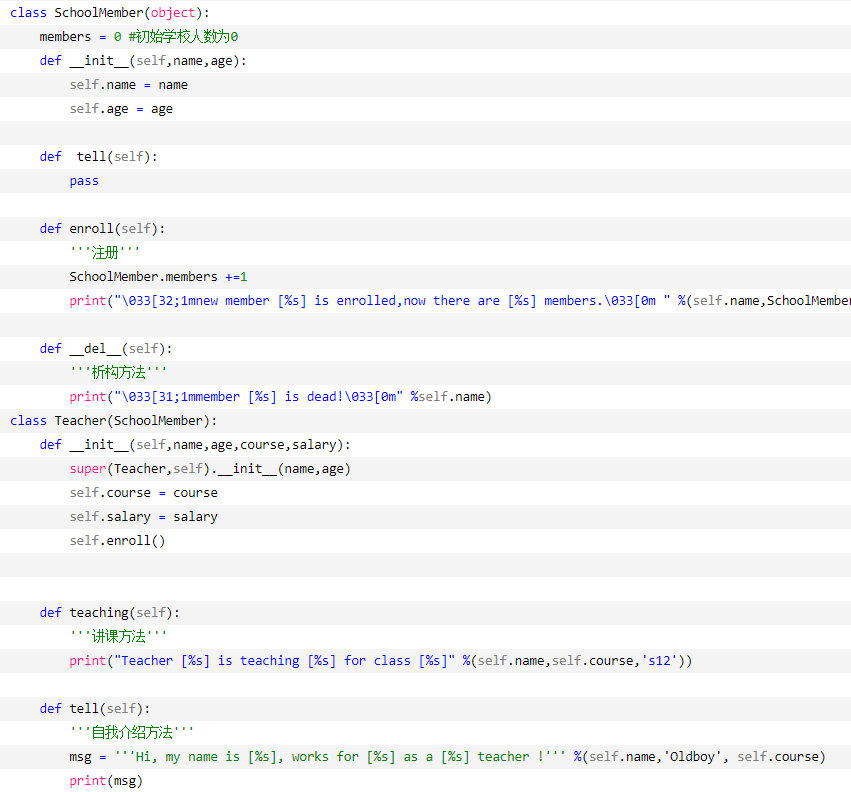 class SchoolMember(object):
    members = 0 #初始学校人数为0
    def __init__(self,name,age):
        self.name = name
        self.age = age
    def  tell(self):
        pass
    def enroll(self):
        '''注册'''
        SchoolMember.members +=1
        print("\033[32;1mnew member [%s] is enrolled,now there are [%s] members.\033[0m " %(self.name,SchoolMember
    def __del__(self):
        '''析构方法'''
        print("\033[31;1mmember [%s] is dead!\033[0m" %self.name)
class Teacher(SchoolMember):
    def __init__(self,name,age,course,salary):
        super(Teacher,self).__init__(name,age)
        self.course = course
        self.salary = salary
        self.enroll()
    def teaching(self):
        '''讲课方法'''
        print("Teacher [%s] is teaching [%s] for class [%s]" %(self.name,self.course,'s12'))
    def tell(self):
        '''自我介绍方法'''
        msg = '''Hi, my name is [%s], works for [%s] as a [%s] teacher !''' %(self.name,'Oldboy', self.course)
        print(msg)